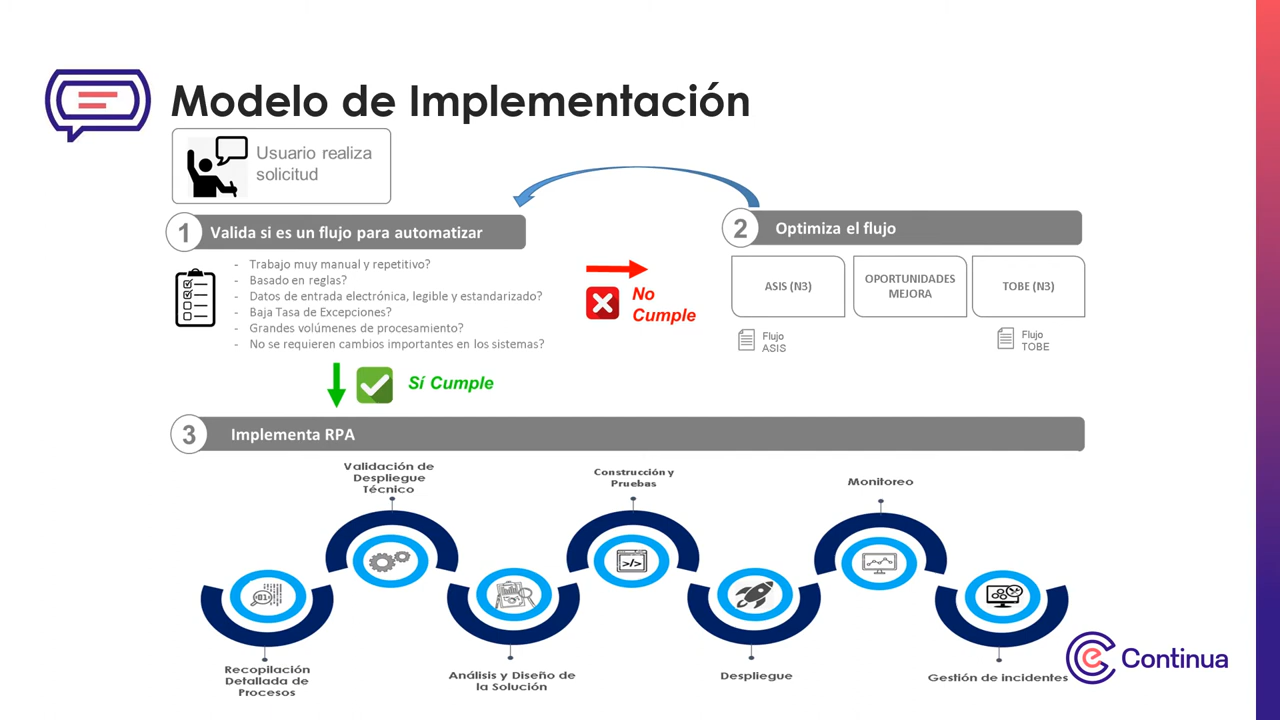 Modelo de Implementación
Usuario realiza
solicitud
1
Valida si es un flujo para automatizar
- Trabajo muy manual y repetitivo?
- Basado en reglas?
- Datos de entrada electrónica, legible y estandarizado?
- Baja Tasa de Excepciones?
- Grandes volúmenes de procesamiento?
- No se requieren cambios importantes en los sistemas?
No
Cumple
2
Optimiza el flujo
ASIS (N3)
OPORTUNIDADES
MEJORA
TOBE (N3)
Flujo
ASIS
Flujo
TOBE
Sí Cumple
3
Implementa RPA
Validación de
Despliegue
Técnico
Construcción y
Pruebas
Monitoreo
</>
Recopilación
Detallada de
Procesos
Análisis y Diseño de
la Solución
Despliegue
Gestión de incidentes
Continua